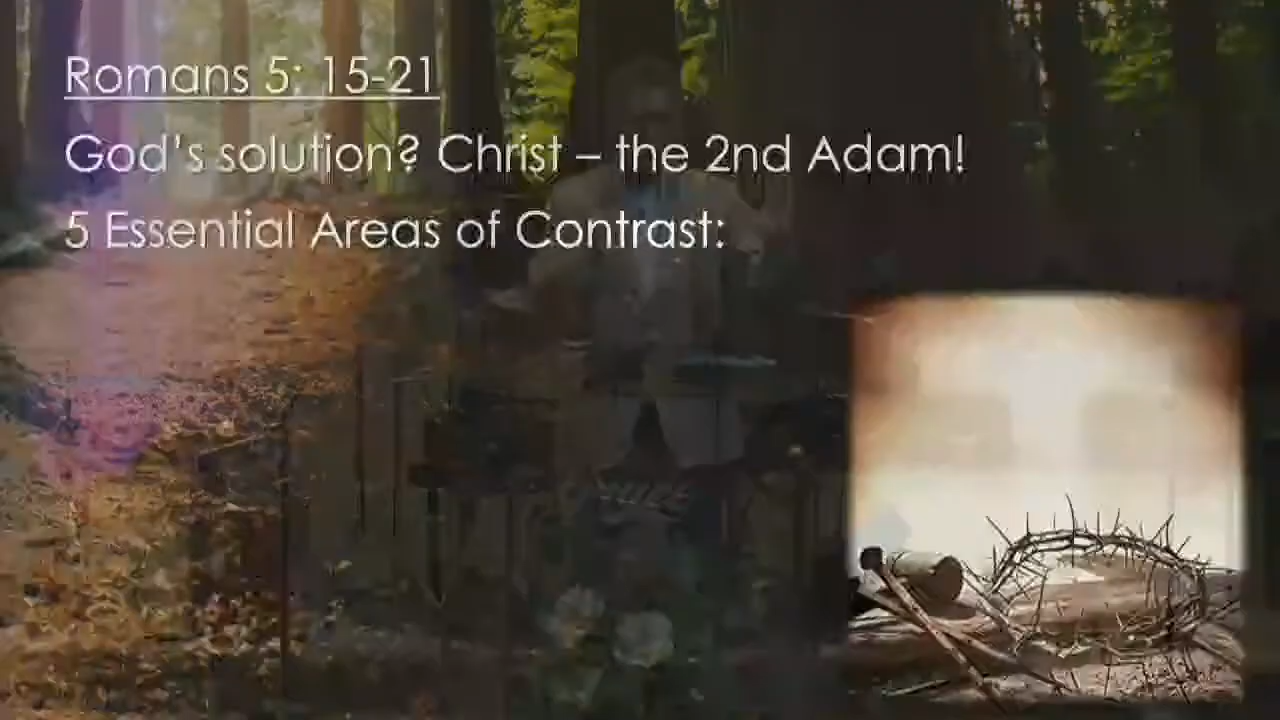 Romans 5: 15-21
God's solution? Christ – the 2nd Adam!
5 Essential Areas of Contrast: